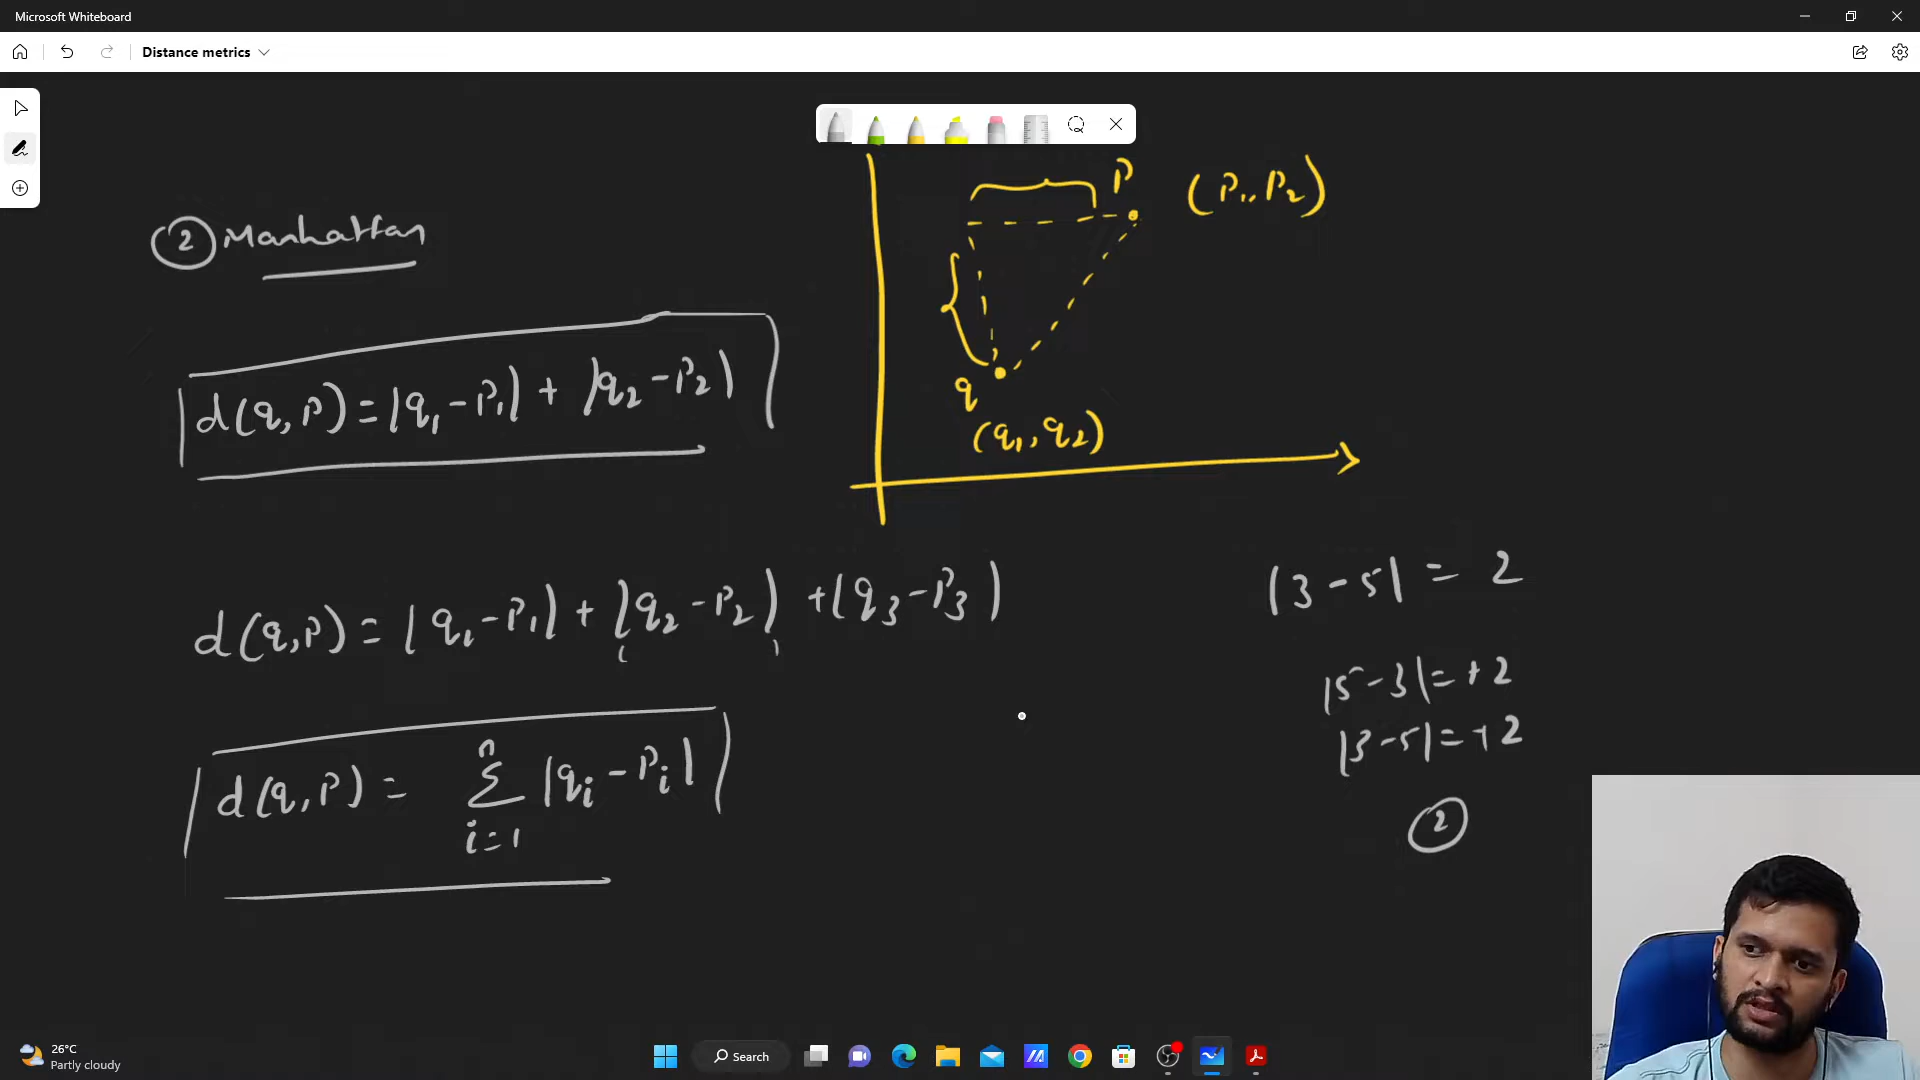 Microsoft Whiteboard
Distance metrics
② Manhattan
d(q, P) = |q₁ - P₁| + |q₂ - P₂|
P (P₁, P₂)
q
(q₁, q₂)
d(q, P) = |q₁ - P₁| + |q₂ - P₂| + |q₃ - P₃|
|3 - 5| = 2
|5 - 3| = +2
|3 - 5| = +2
②
n
d(q, P) = Σ |qᵢ - Pᵢ|
i = 1
26°C
Partly cloudy
Search